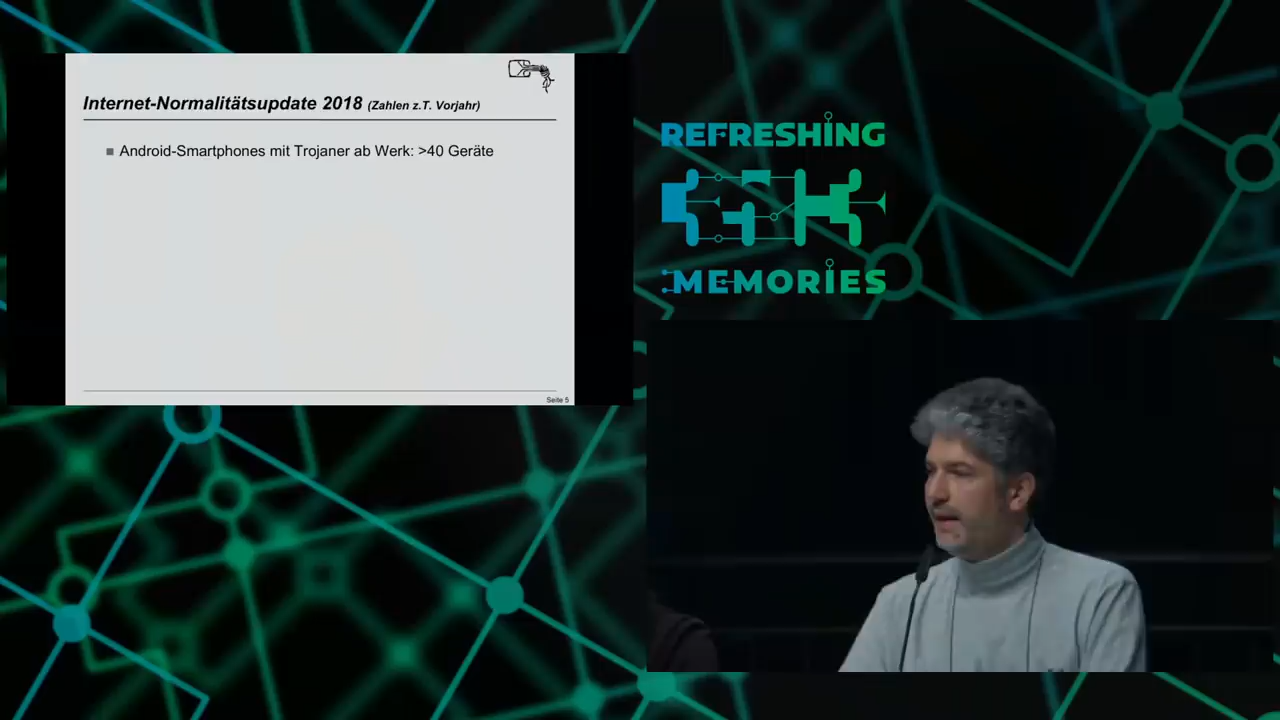 Internet-Normalitätsupdate 2018 (Zahlen z.T. Vorjahr)
Android-Smartphones mit Trojaner ab Werk: >40 Geräte
Seite 5
REFRESHING
MEMORIES